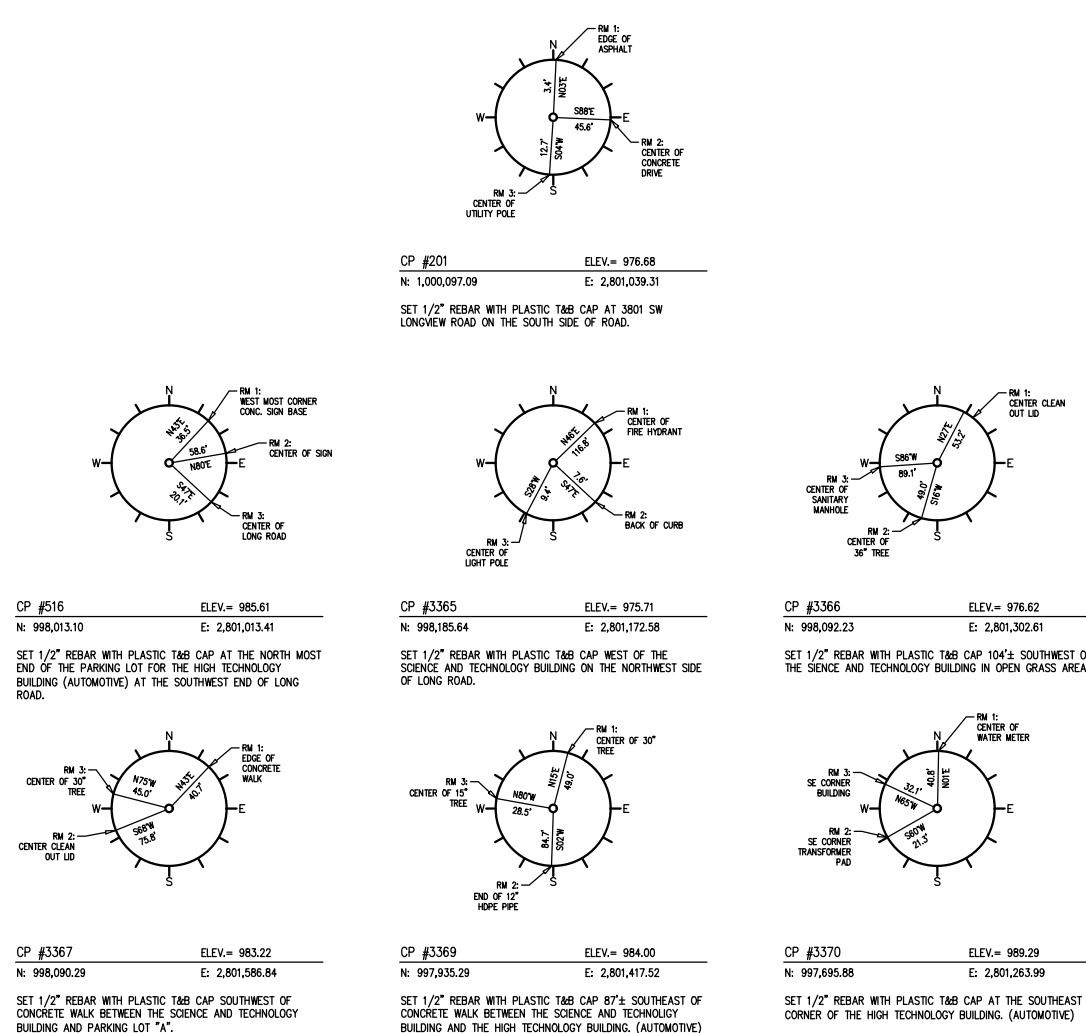 N
RM 1:
EDGE OF
ASPHALT
3.4'
N03°E
W
S88°E
45.6'
E
RM 2:
CENTER OF
CONCRETE
DRIVE
12.7'
S04°W
RM 3:
CENTER OF
UTILITY POLE
S
CP #201 ELEV.= 976.68
N: 1,000,097.09 E: 2,801,039.31
SET 1/2" REBAR WITH PLASTIC T&B CAP AT 3801 SW
LONGVIEW ROAD ON THE SOUTH SIDE OF ROAD.
N
RM 1:
WEST MOST CORNER
CONC. SIGN BASE
N43°E
36.5'
58.6'
N80°E
RM 2:
CENTER OF SIGN
W
E
S47°E
20.1'
RM 3:
CENTER OF
LONG ROAD
S
CP #516 ELEV.= 985.61
N: 998,013.10 E: 2,801,013.41
SET 1/2" REBAR WITH PLASTIC T&B CAP AT THE NORTH MOST
END OF THE PARKING LOT FOR THE HIGH TECHNOLOGY
BUILDING (AUTOMOTIVE) AT THE SOUTHWEST END OF LONG
ROAD.
N
RM 1:
CENTER OF
FIRE HYDRANT
N46°E
116.8'
W
E
S28°W
9.4'
7.6'
S47°E
RM 2:
BACK OF CURB
RM 3:
CENTER OF
LIGHT POLE
S
CP #3365 ELEV.= 975.71
N: 998,185.64 E: 2,801,172.58
SET 1/2" REBAR WITH PLASTIC T&B CAP WEST OF THE
SCIENCE AND TECHNOLOGY BUILDING ON THE NORTHWEST SIDE
OF LONG ROAD.
N
RM 1:
CENTER CLEAN
OUT LID
N27°E
53.2'
W
S86°W
89.1'
E
RM 3:
CENTER OF
SANITARY
MANHOLE
49.0'
S16°W
RM 2:
CENTER OF
36" TREE
S
CP #3366 ELEV.= 976.62
N: 998,092.23 E: 2,801,302.61
SET 1/2" REBAR WITH PLASTIC T&B CAP 104'± SOUTHWEST O
THE SIENCE AND TECHNOLOGY BUILDING IN OPEN GRASS AREA
N
RM 1:
EDGE OF
CONCRETE
WALK
RM 3:
CENTER OF 30"
TREE
N75°W
45.0'
N43°E
40.7'
W
E
RM 2:
CENTER CLEAN
OUT LID
S68°W
75.8'
S
CP #3367 ELEV.= 983.22
N: 998,090.29 E: 2,801,586.84
SET 1/2" REBAR WITH PLASTIC T&B CAP SOUTHWEST OF
CONCRETE WALK BETWEEN THE SCIENCE AND TECHNOLOGY
BUILDING AND PARKING LOT "A".
N
RM 1:
CENTER OF 30"
TREE
N15°E
49.0'
RM 3:
CENTER OF 15"
TREE
N80°W
28.5'
W
E
84.7'
S02°W
RM 2:
END OF 12"
HDPE PIPE
S
CP #3369 ELEV.= 984.00
N: 997,935.29 E: 2,801,417.52
SET 1/2" REBAR WITH PLASTIC T&B CAP 87'± SOUTHEAST OF
CONCRETE WALK BETWEEN THE SCIENCE AND TECHNOLIGY
BUILDING AND THE HIGH TECHNOLOGY BUILDING. (AUTOMOTIVE)
N
RM 1:
CENTER OF
WATER METER
40.8'
N01°E
RM 3:
SE CORNER
BUILDING
32.1'
N65°W
W
E
RM 2:
SE CORNER
TRANSFORMER
PAD
S60°W
21.3'
S
CP #3370 ELEV.= 989.29
N: 997,695.88 E: 2,801,263.99
SET 1/2" REBAR WITH PLASTIC T&B CAP AT THE SOUTHEAST
CORNER OF THE HIGH TECHNOLOGY BUILDING. (AUTOMOTIVE)